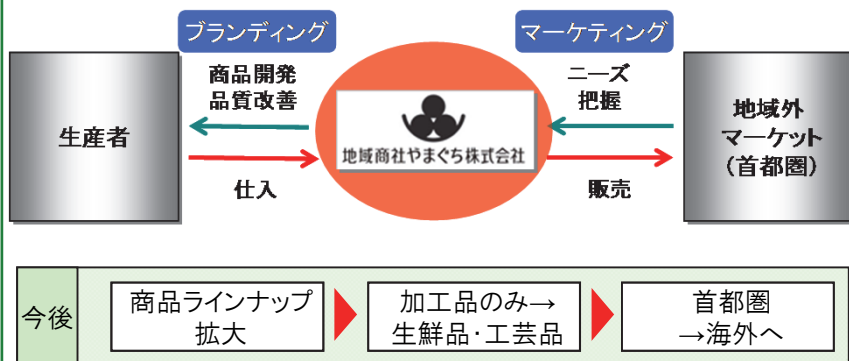 ブランディング
マーケティング
商品開発
品質改善
ニーズ
把握
生産者
地域商社やまぐち株式会社
地域外
マーケット
(首都圏)
仕入
販売
今後
商品ラインナップ
拡大
加工品のみ→
生鮮品・工芸品
首都圏
→海外へ